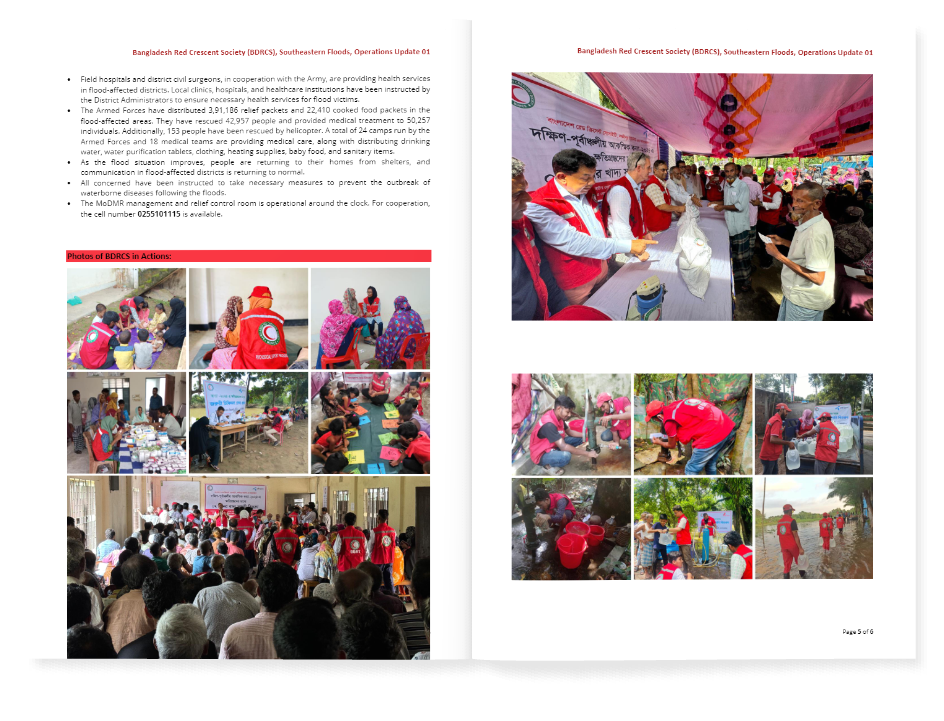 Bangladesh Red Crescent Society (BDRCS), Southeastern Floods, Operations Update 01
• Field hospitals and district civil surgeons, in cooperation with the Army, are providing health services
in flood-affected districts. Local clinics, hospitals, and healthcare institutions have been instructed by
the District Administrators to ensure necessary health services for flood victims.
• The Armed Forces have distributed 3,91,186 relief packets and 22,410 cooked food packets in the
flood-affected areas. They have rescued 42,957 people and provided medical treatment to 50,257
individuals. Additionally, 153 people have been rescued by helicopter. A total of 24 camps run by the
Armed Forces and 18 medical teams are providing medical care, along with distributing drinking
water, water purification tablets, clothing, heating supplies, baby food, and sanitary items.
• As the flood situation improves, people are returning to their homes from shelters, and
communication in flood-affected districts is returning to normal.
• All concerned have been instructed to take necessary measures to prevent the outbreak of
waterborne diseases following the floods.
• The MoDMR management and relief control room is operational around the clock. For cooperation,
the cell number 0255101115 is available.
Photos of BDRCS in Actions:
Bangladesh Red Crescent Society (BDRCS), Southeastern Floods, Operations Update 01
বাংলাদেশ রেড ক্রিসেন্ট
দক্ষিণ-পূর্বাঞ্চলীয় আকস্মিক
ক্ষতিগ্রস্তদের
খাদ্য
Page 5 of 6